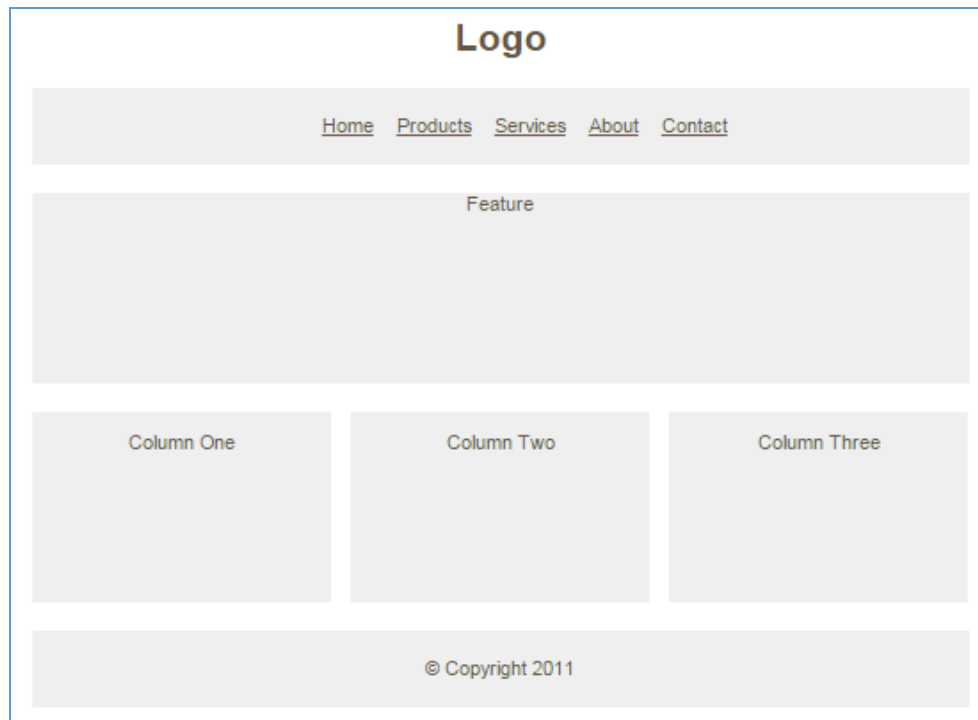 Logo
Home Products Services About Contact
Feature
Column One Column Two Column Three
© Copyright 2011